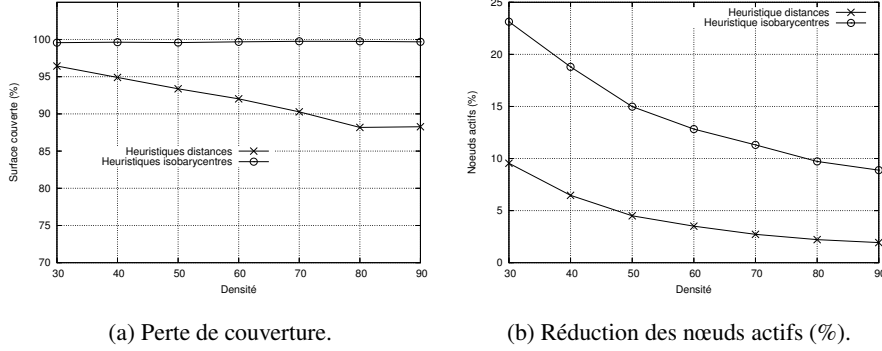 100
95
90
85
80
75
70
30 40 50 60 70 80 90
Surface couverte (%)
Densité
Heuristiques distances
Heuristiques isobarycentres
(a) Perte de couverture.
25
20
15
10
5
0
30 40 50 60 70 80 90
Noeuds actifs (%)
Densité
Heuristique distances
Heuristique isobarycentres
(b) Réduction des nœuds actifs (%).